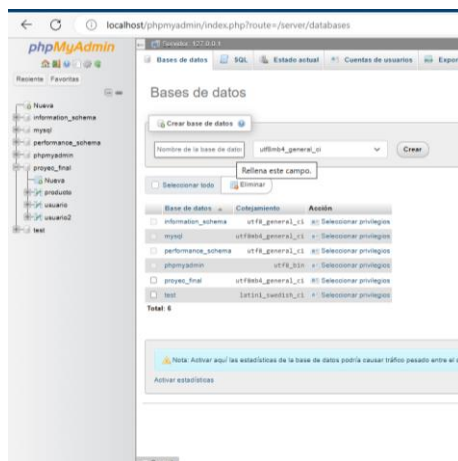 localhost/phpmyadmin/index.php?route=/server/databases
phpMyAdmin
Reciente Favoritas
Nueva
information_schema
mysql
performance_schema
phpmyadmin
proyec_final
Nueva
producto
usuario
usuario2
test
Servidor: 127.0.0.1
Bases de datos SQL Estado actual Cuentas de usuarios Expor
Bases de datos
Crear base de datos
Nombre de la base de datos utf8mb4_general_ci Crear
Rellena este campo.
Seleccionar todo Eliminar
Base de datos Cotejamiento Acción
information_schema utf8_general_ci Seleccionar privilegios
mysql utf8mb4_general_ci Seleccionar privilegios
performance_schema utf8_general_ci Seleccionar privilegios
phpmyadmin utf8_bin Seleccionar privilegios
proyec_final utf8mb4_general_ci Seleccionar privilegios
test latin1_swedish_ci Seleccionar privilegios
Total: 6
Nota: Activar aquí las estadísticas de la base de datos podría causar tráfico pesado entre el
Activar estadísticas